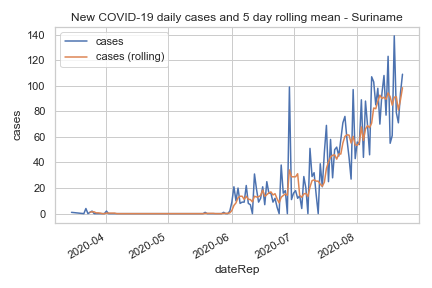 New COVID-19 daily cases and 5 day rolling mean - Suriname
cases
cases (rolling)
140
120
100
80
60
40
20
0
cases
2020-04
2020-05
2020-06
2020-07
2020-08
dateRep